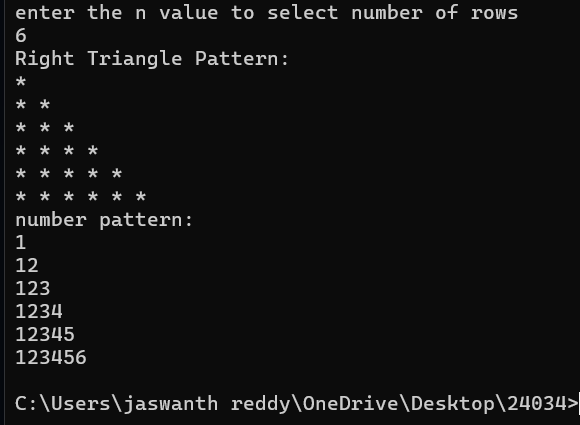 enter the n value to select number of rows
6
Right Triangle Pattern:
*
* *
* * *
* * * *
* * * * *
* * * * * *
number pattern:
1
12
123
1234
12345
123456
C:\Users\jaswanth reddy\OneDrive\Desktop\24034>